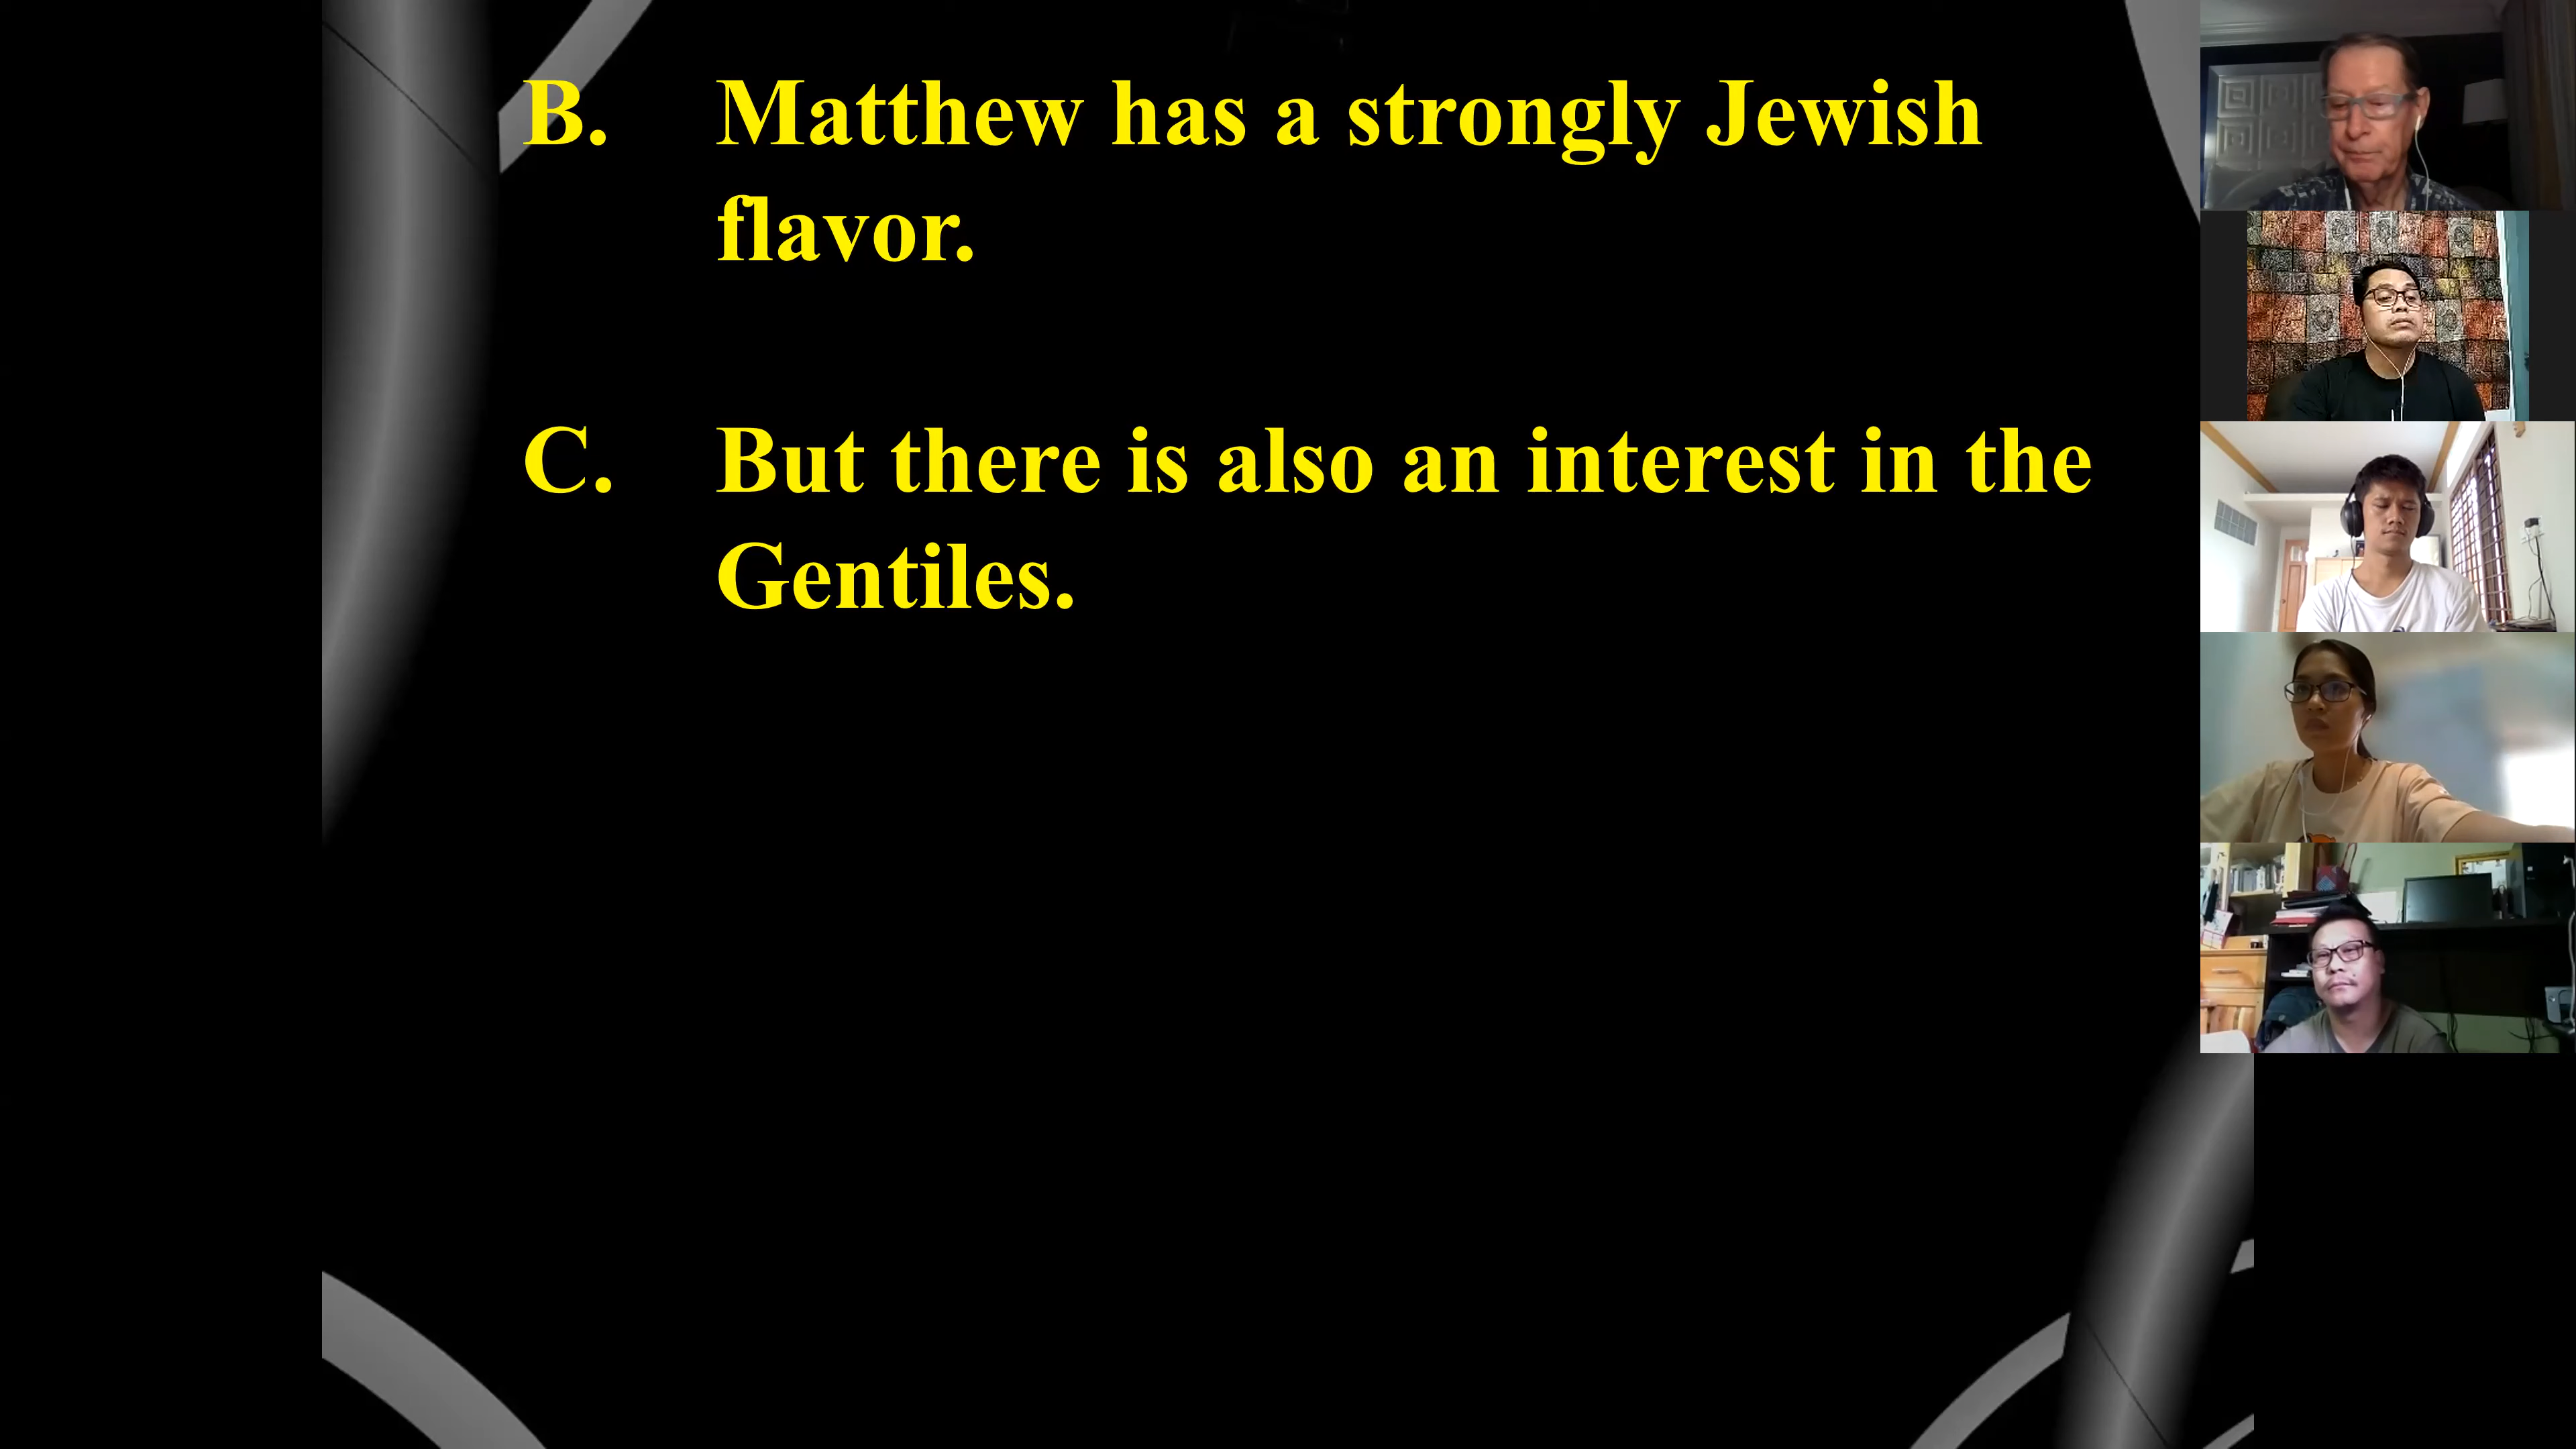 B. Matthew has a strongly Jewish
flavor.
C. But there is also an interest in the
Gentiles.